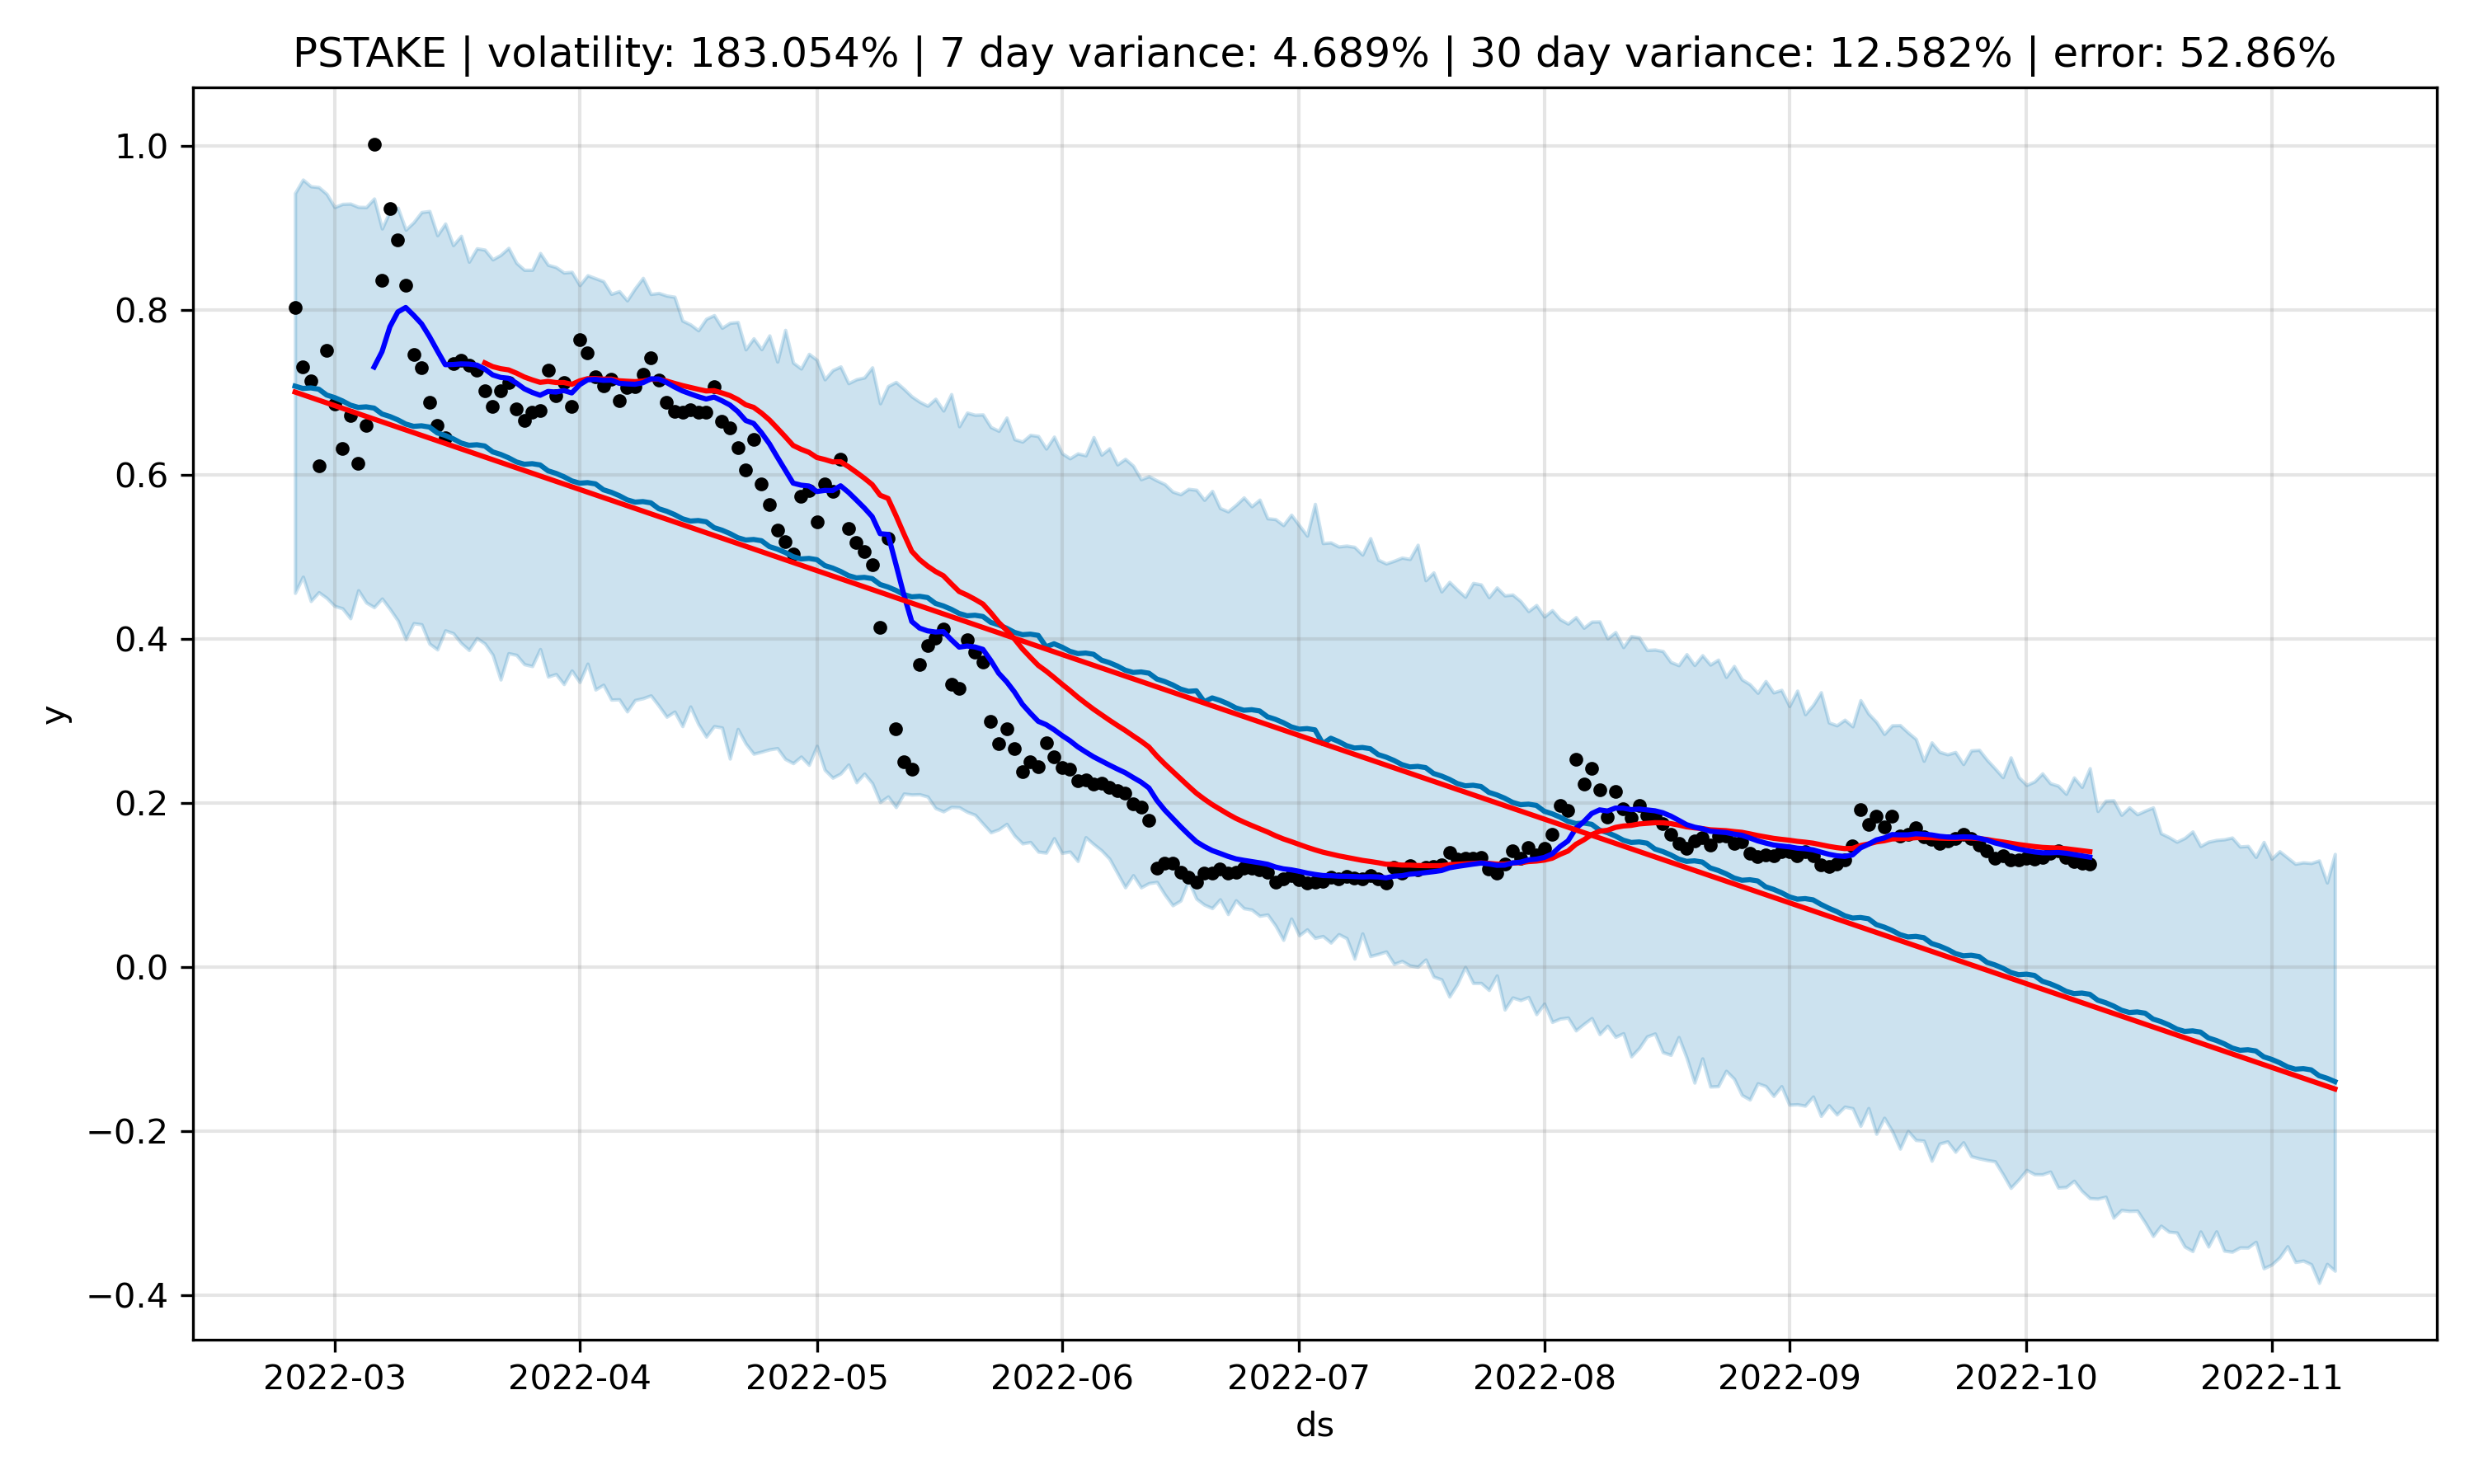 PSTAKE | volatility: 183.054% | 7 day variance: 4.689% | 30 day variance: 12.582% | error: 52.86%
1.0
0.8
0.6
0.4
0.2
0.0
−0.2
−0.4
y
2022-03 2022-04 2022-05 2022-06 2022-07 2022-08 2022-09 2022-10 2022-11
ds